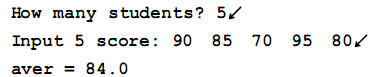 How many students? 5↙
Input 5 score: 90 85 70 95 80↙
aver = 84.0